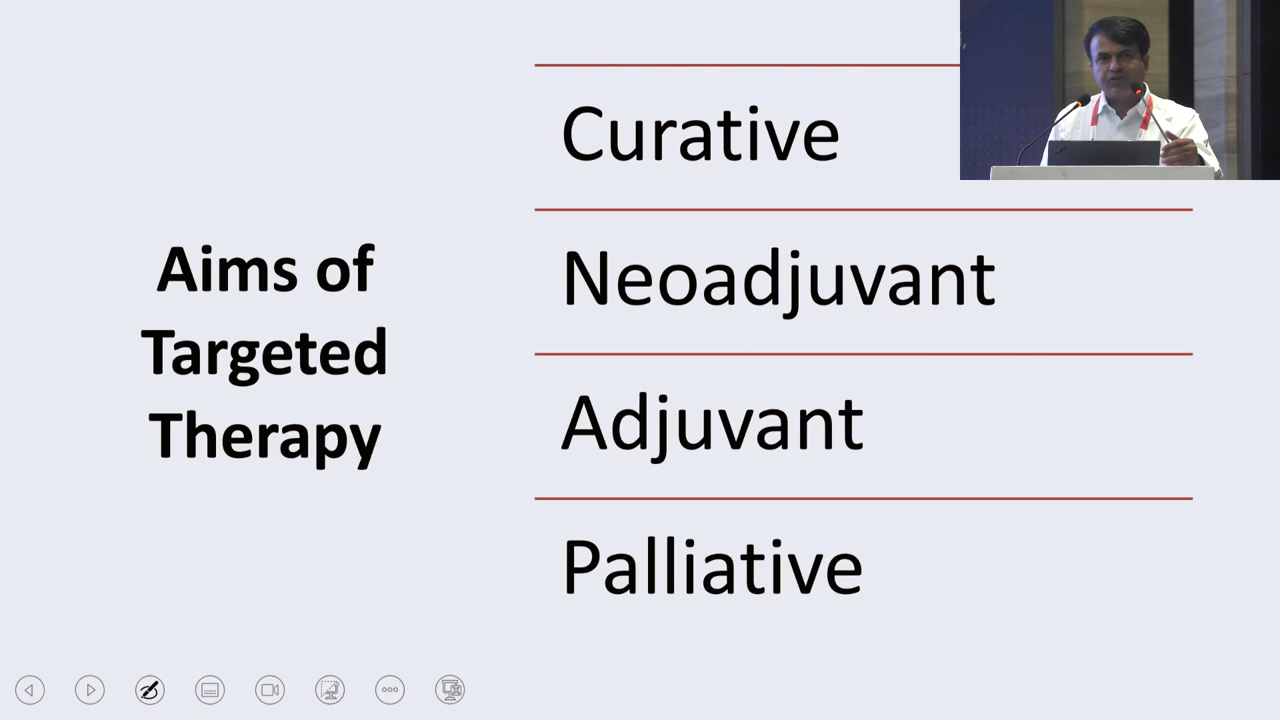 Aims of
Targeted
Therapy
Curative
Neoadjuvant
Adjuvant
Palliative